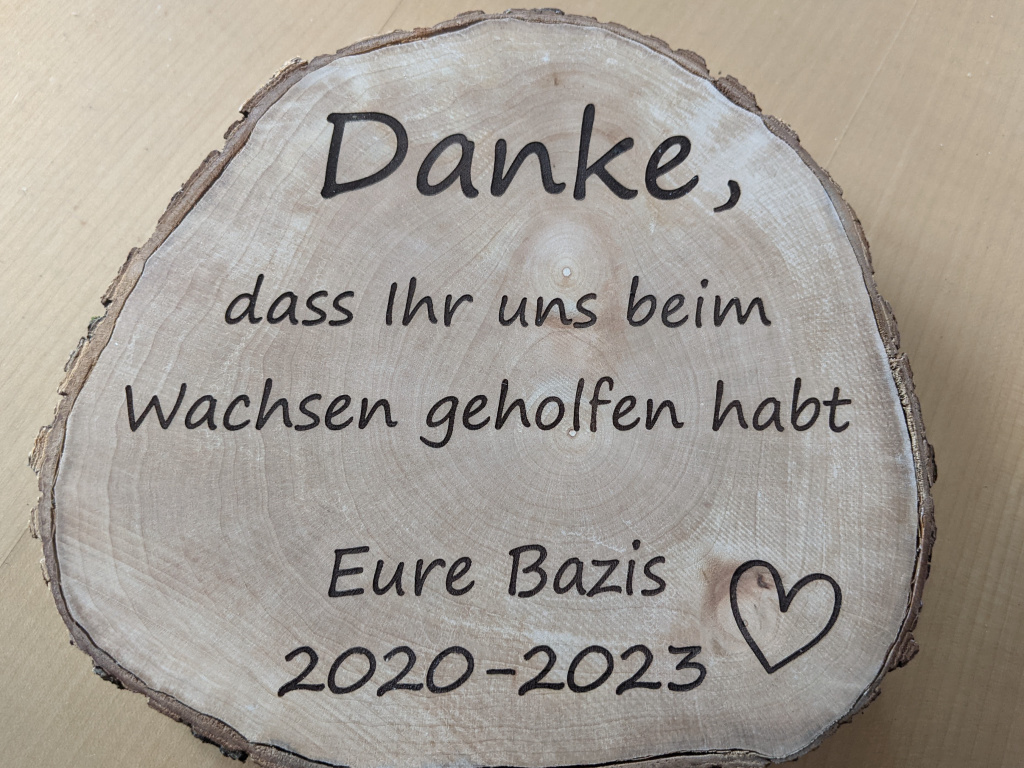 Danke,
dass Ihr uns beim
Wachsen geholfen habt
Eure Bazis
2020-2023